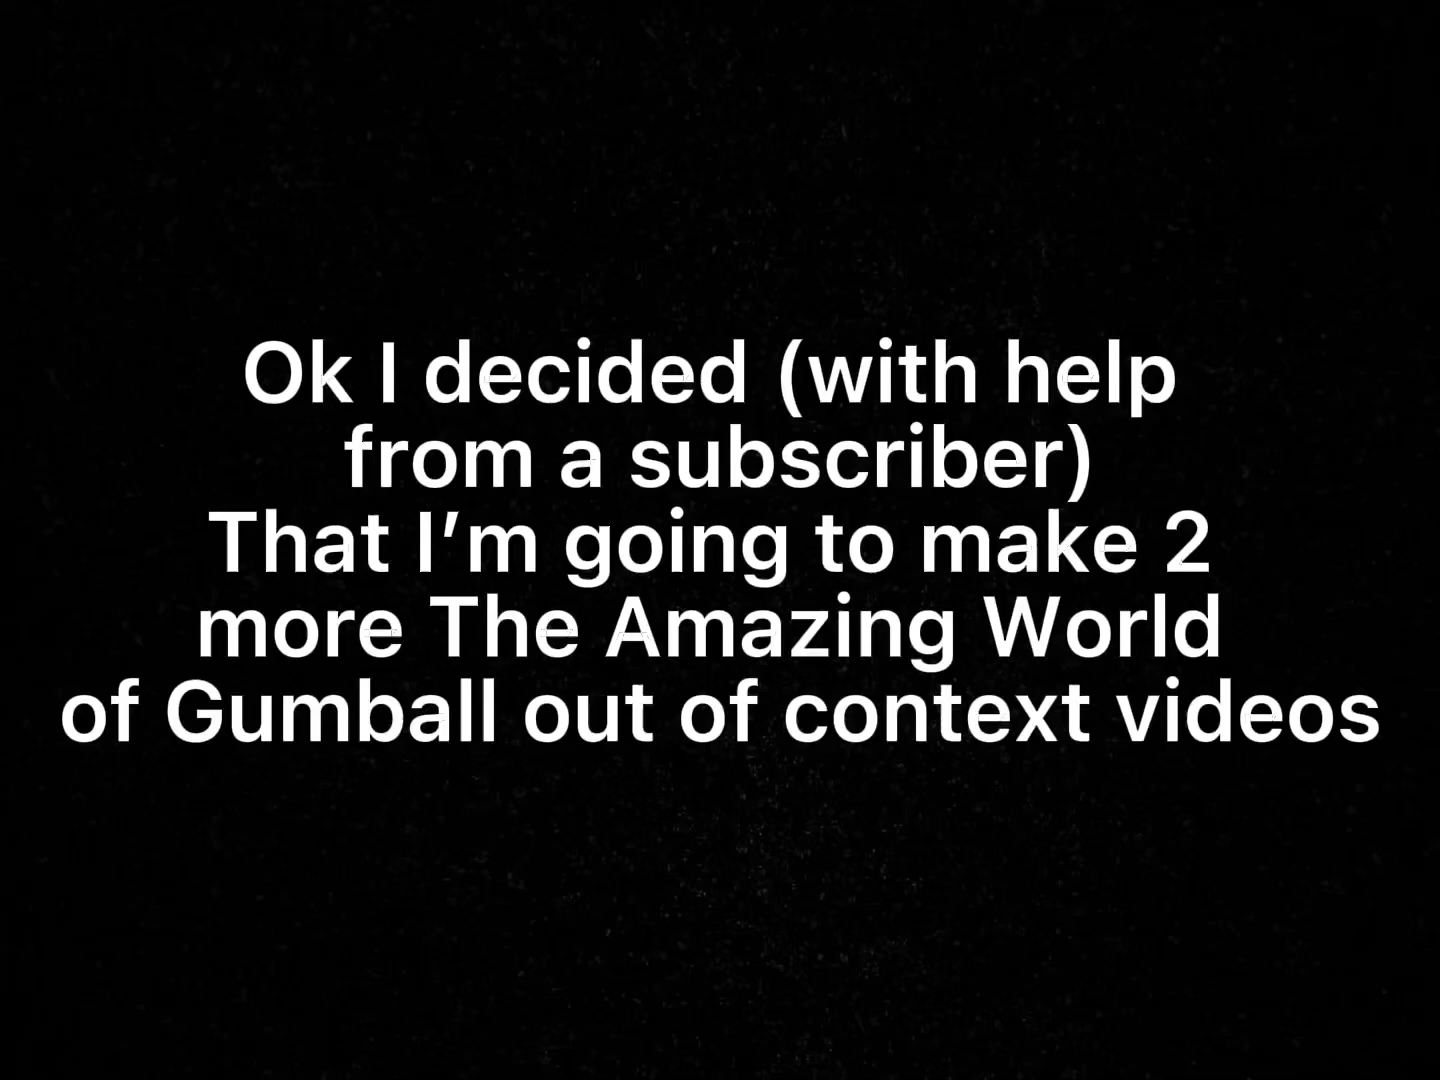 Ok I decided (with help
from a subscriber)
That I’m going to make 2
more The Amazing World
of Gumball out of context videos